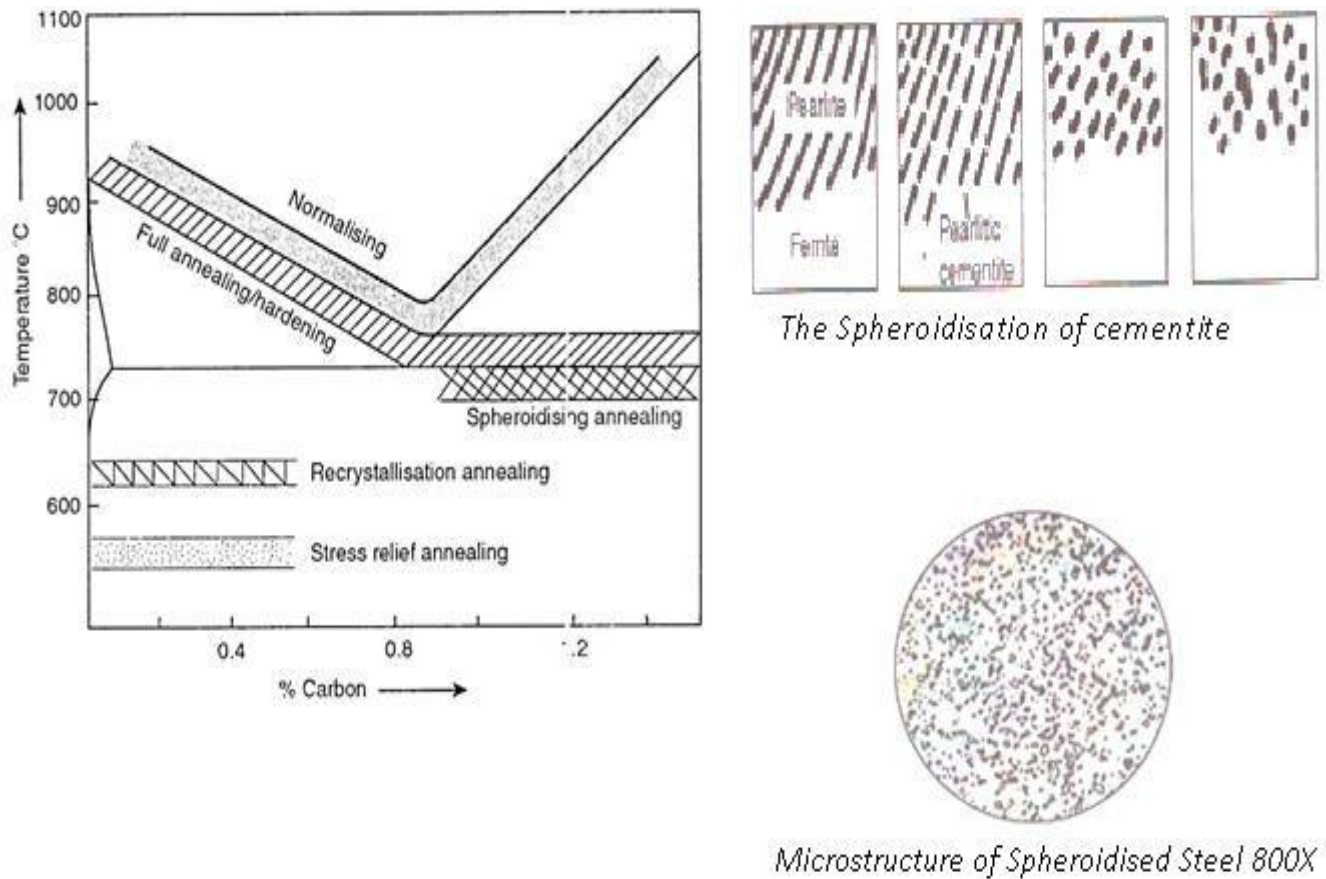 1100
1000
900
800
700
600
Temperature °C
Normalising
Full annealing/hardening
Spheroidising annealing
Recrystallisation annealing
Stress relief annealing
0.4
0.8
.2
% Carbon
Pearlite
Ferrite
Pearlitic
cementite
The Spheroidisation of cementite
Microstructure of Spheroidised Steel 800X